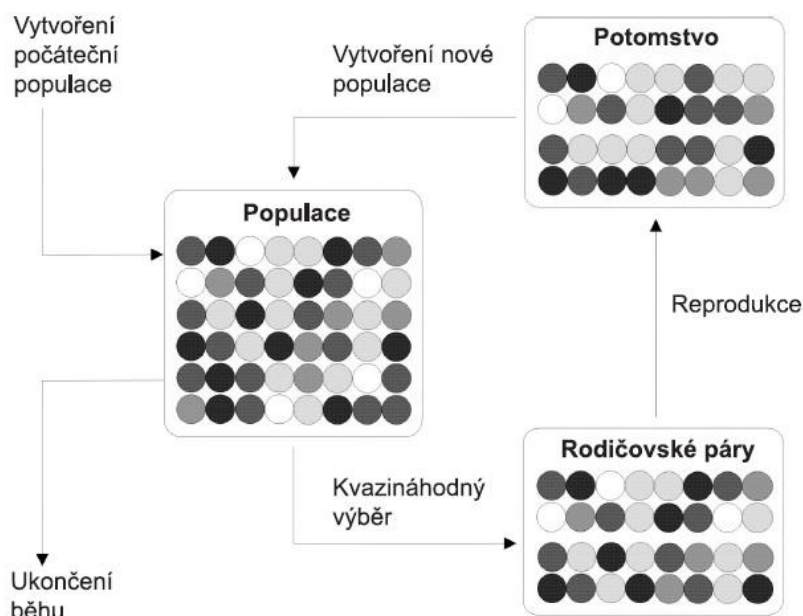 Vytvoření
počáteční
populace
Vytvoření nové
populace
Potomstvo
Populace
Reprodukce
Kvazináhodný
výběr
Rodičovské páry
Ukončení
běhu